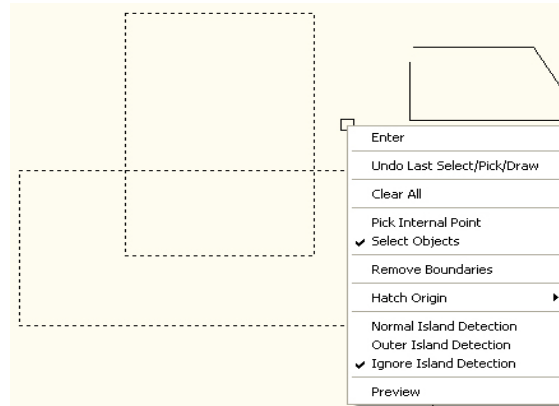 Enter
Undo Last Select/Pick/Draw
Clear All
Pick Internal Point
Select Objects
Remove Boundaries
Hatch Origin
Normal Island Detection
Outer Island Detection
Ignore Island Detection
Preview